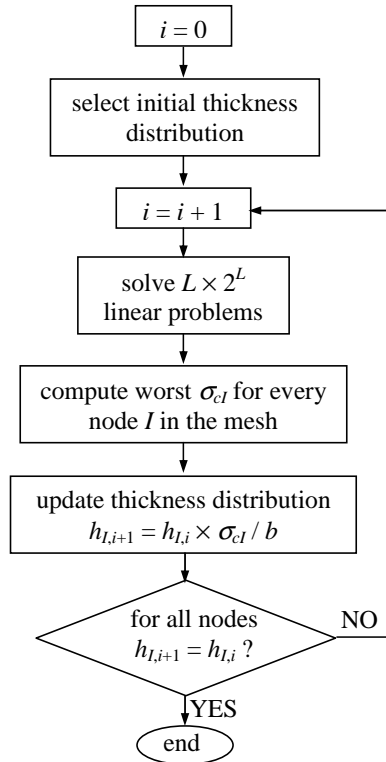 i = 0
select initial thickness
distribution
i = i + 1
solve L × 2^L
linear problems
compute worst σ_cI for every
node I in the mesh
update thickness distribution
h_I,i+1 = h_I,i × σ_cI / b
for all nodes
h_I,i+1 = h_I,i ?
NO
YES
end